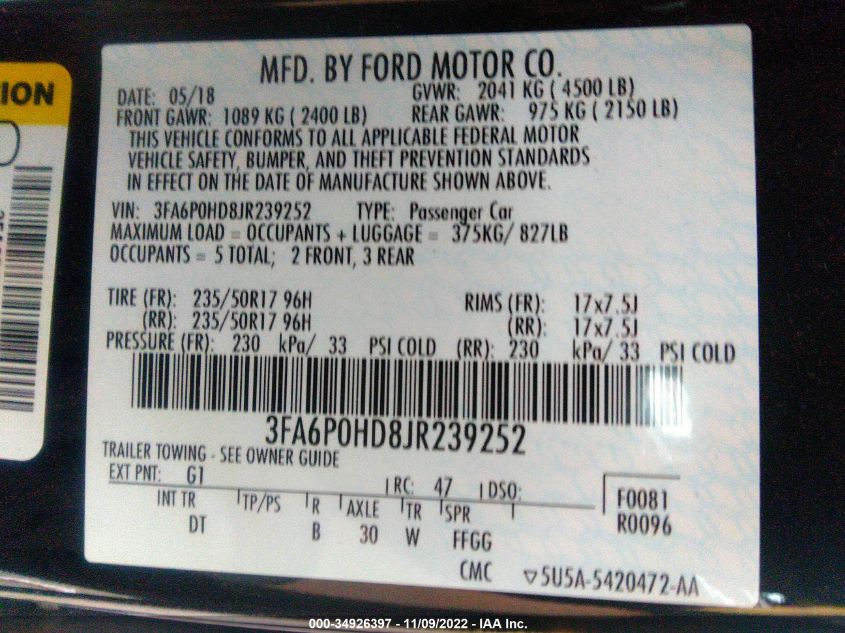 ION
MFD. BY FORD MOTOR CO.
DATE: 05/18 GVWR: 2041 KG ( 4500 LB)
FRONT GAWR: 1089 KG ( 2400 LB) REAR GAWR: 975 KG ( 2150 LB)
THIS VEHICLE CONFORMS TO ALL APPLICABLE FEDERAL MOTOR
VEHICLE SAFETY, BUMPER, AND THEFT PREVENTION STANDARDS
IN EFFECT ON THE DATE OF MANUFACTURE SHOWN ABOVE.
VIN: 3FA6P0HD8JR239252 TYPE: Passenger Car
MAXIMUM LOAD = OCCUPANTS + LUGGAGE = 375KG/ 827LB
OCCUPANTS = 5 TOTAL; 2 FRONT, 3 REAR
TIRE (FR): 235/50R17 96H RIMS (FR): 17x7.5J
(RR): 235/50R17 96H (RR): 17x7.5J
PRESSURE (FR): 230 kPa/ 33 PSI COLD (RR): 230 kPa/ 33 PSI COLD
3FA6P0HD8JR239252
TRAILER TOWING - SEE OWNER GUIDE
EXT PNT: G1 RC: 47 DSO:
INT TR TP/PS R AXLE TR SPR
DT B 30 W FFGG
F0081
R0096
CMC ▽5U5A-5420472-AA
000-34926397 - 11/09/2022 - IAA Inc.